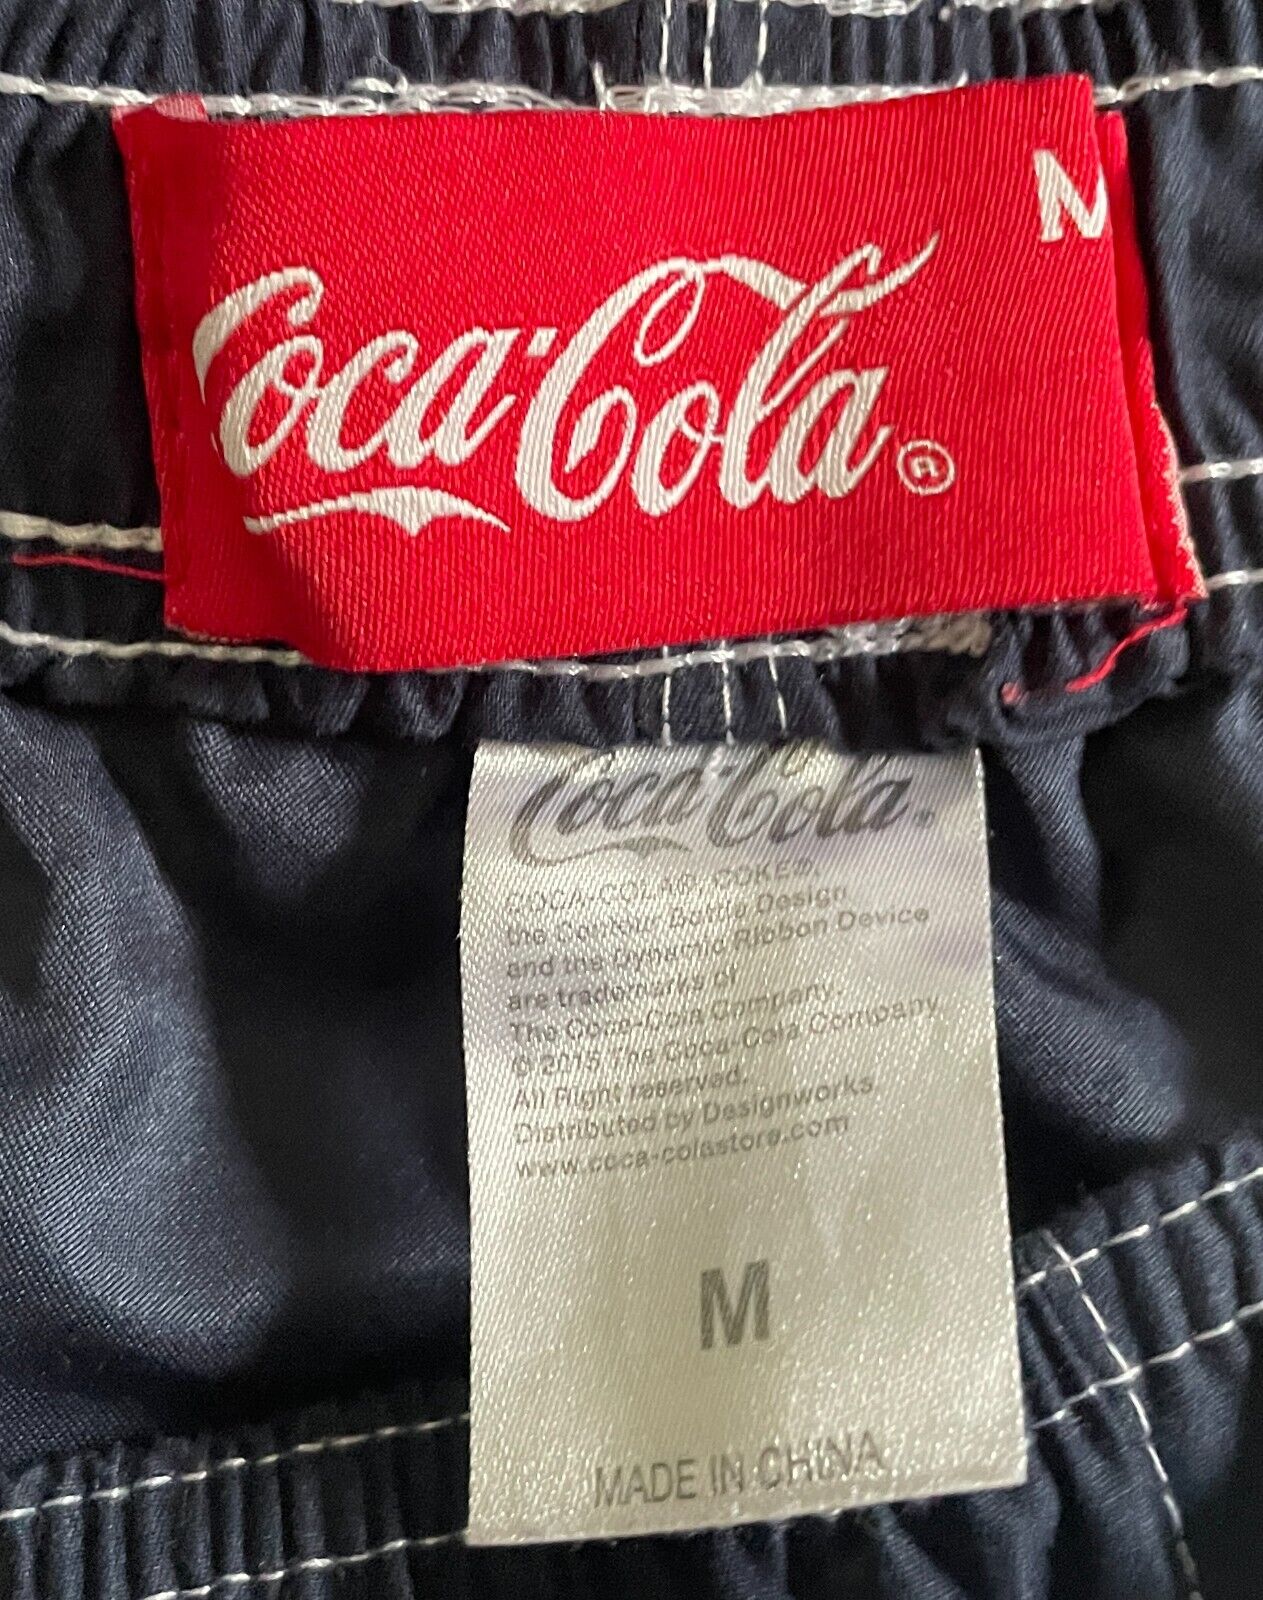 M
Coca-Cola®
Coca-Cola®
COCA-COLA®, COKE®,
the Contour Bottle Design
and the Dynamic Ribbon Device
are trademarks of
The Coca-Cola Company.
© 2015 The Coca-Cola Company
All Right reserved.
Distributed by Designworks.
www.coca-colastore.com
M
MADE IN CHINA